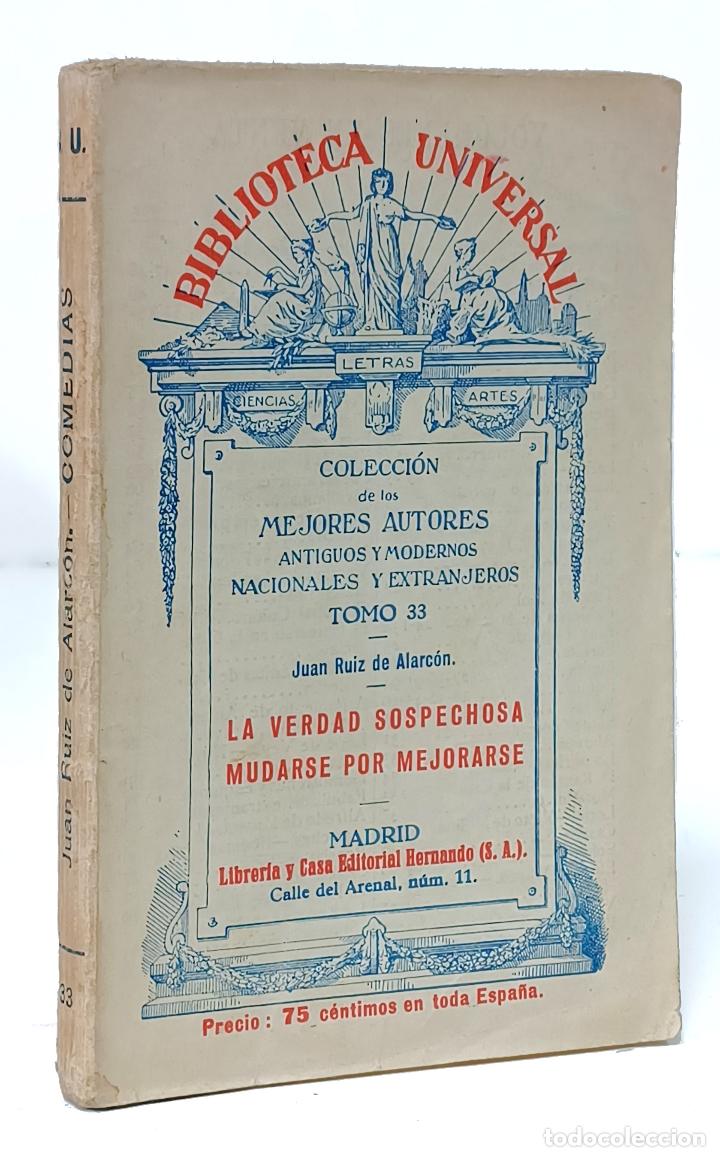 BIBLIOTECA UNIVERSAL
LETRAS
CIENCIAS
ARTES
COLECCIÓN
de los
MEJORES AUTORES
ANTIGUOS Y MODERNOS
NACIONALES Y EXTRANJEROS
TOMO 33
Juan Ruiz de Alarcón.
LA VERDAD SOSPECHOSA
MUDARSE POR MEJORARSE
MADRID
Librería y Casa Editorial Hernando (S. A.).
Calle del Arenal, núm. 11.
Precio: 75 céntimos en toda España.
U.
Juan Ruiz de Alarcón. — COMEDIAS
33
todocoleccion